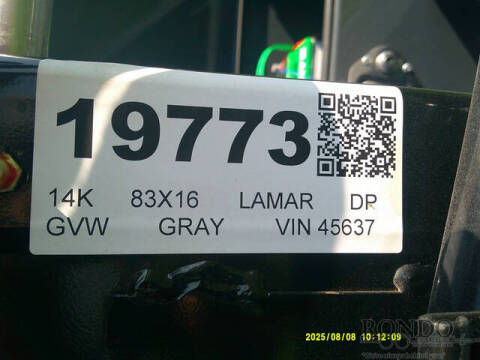 19773
14K 83X16 LAMAR DP
GVW GRAY VIN 45637
2025/08/08 10:12:09
RONDO